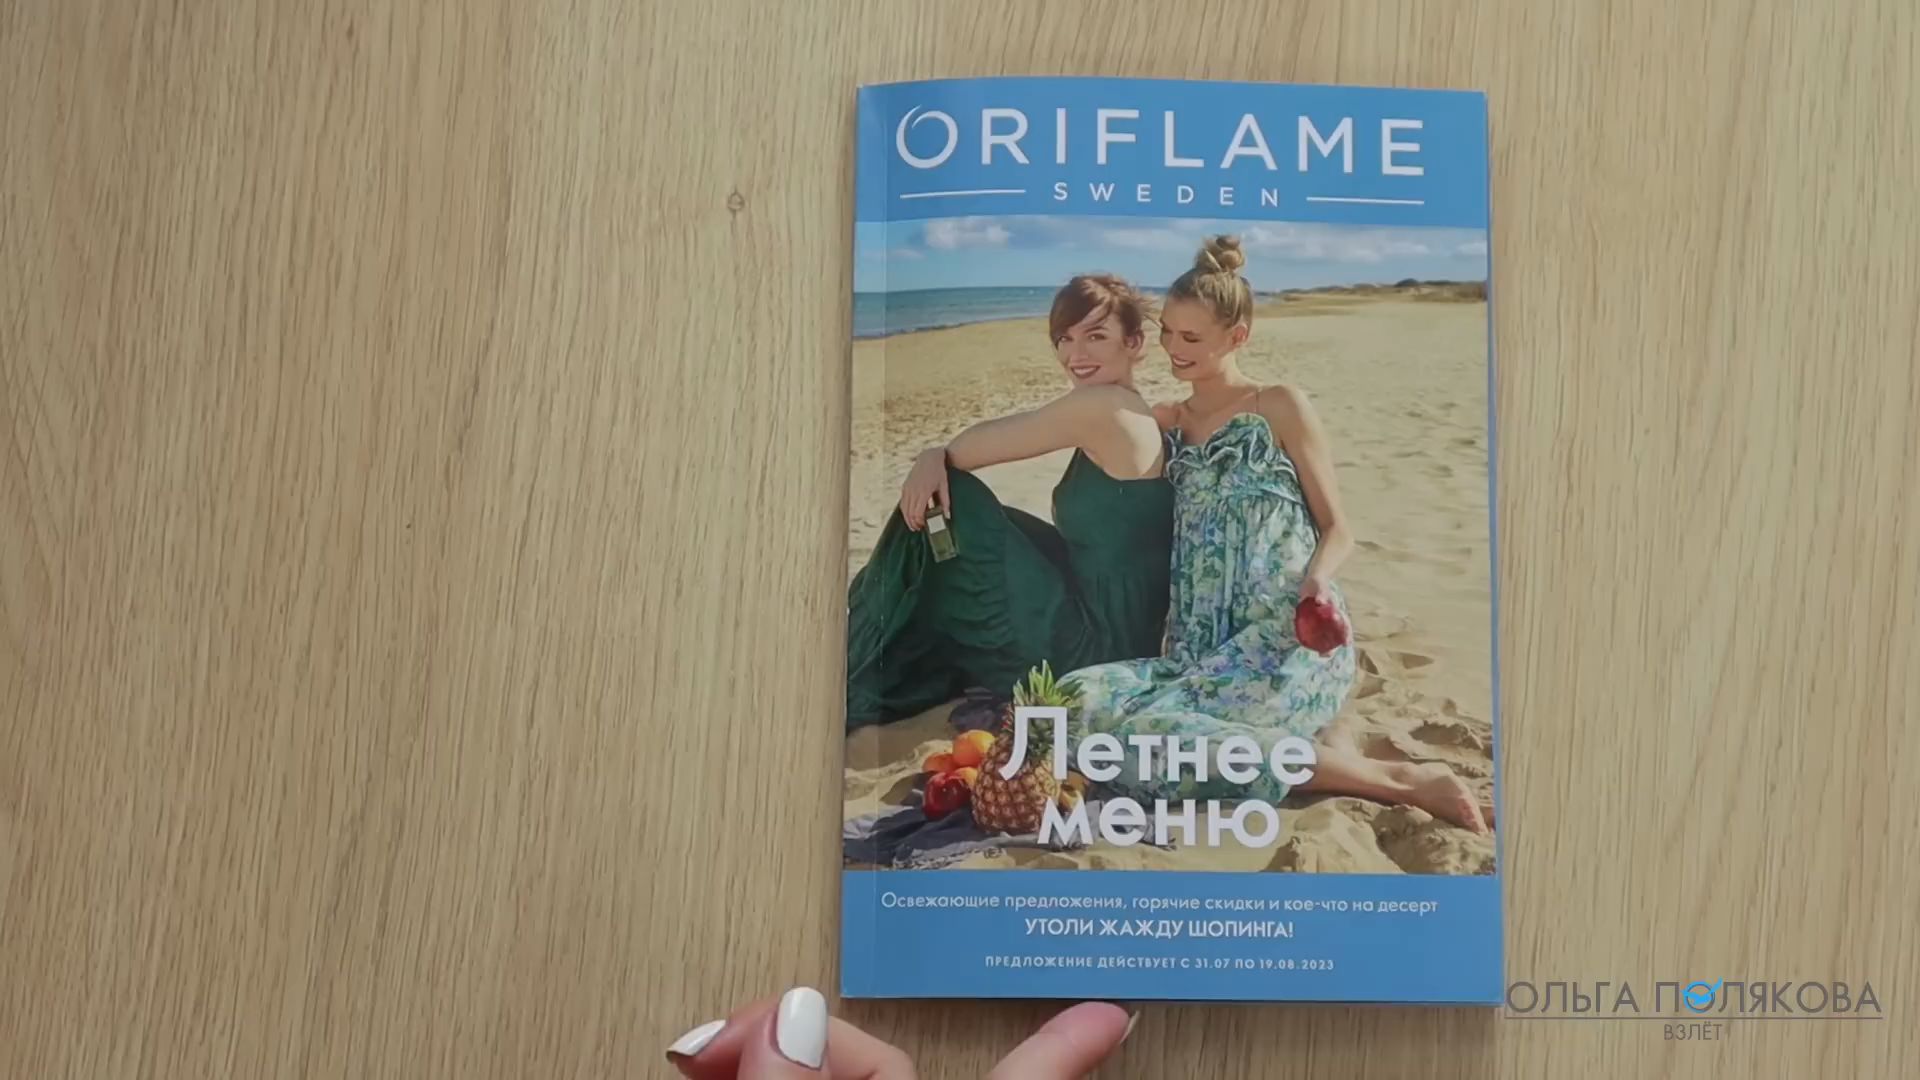 ORIFLAME
SWEDEN
Летнее
меню
Освежающие предложения, горячие скидки и кое-что на десерт
УТОЛИ ЖАЖДУ ШОПИНГА!
ПРЕДЛОЖЕНИЕ ДЕЙСТВУЕТ С 31.07 ПО 19.08.2023
ОЛЬГА ПОЛЯКОВА
ВЗЛЁТ